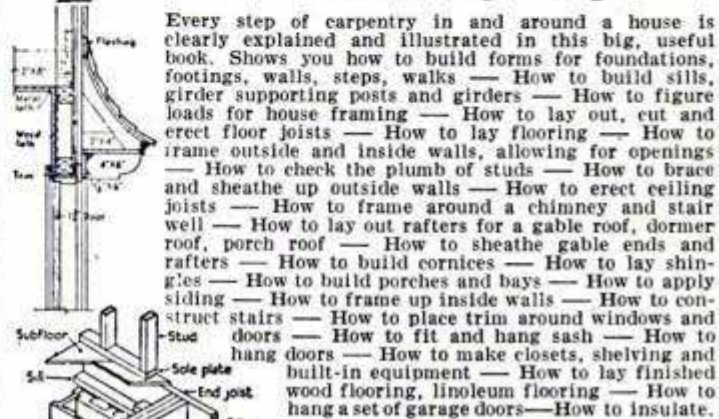 Every step of carpentry in and around a house is
clearly explained and illustrated in this big, useful
book. Shows you how to build forms for foundations,
footings, walls, steps, walks — How to build sills,
girder supporting posts and girders — How to figure
loads for house framing — How to lay out, cut and
erect floor joists — How to lay flooring — How to
frame outside and inside walls, allowing for openings
— How to check the plumb of studs — How to brace
and sheathe up outside walls — How to erect ceiling
joists — How to frame around a chimney and stair
well — How to lay out rafters for a gable roof, dormer
roof, porch roof — How to sheathe gable ends and
rafters — How to build cornices — How to lay shin-
gles — How to build porches and bays — How to apply
siding — How to frame up inside walls — How to con-
struct stairs — How to place trim around windows and
doors — How to fit and hang sash — How to
hang doors — How to make closets, shelving and
built-in equipment — How to lay finished
wood flooring, linoleum flooring — How to
hang a set of garage doors—How to insulate
Flashing
2"x8"
Metal
Wood
Trim
2"x4"
4"x6"
Subfloor
Stud
Sole plate
Sill
End joist